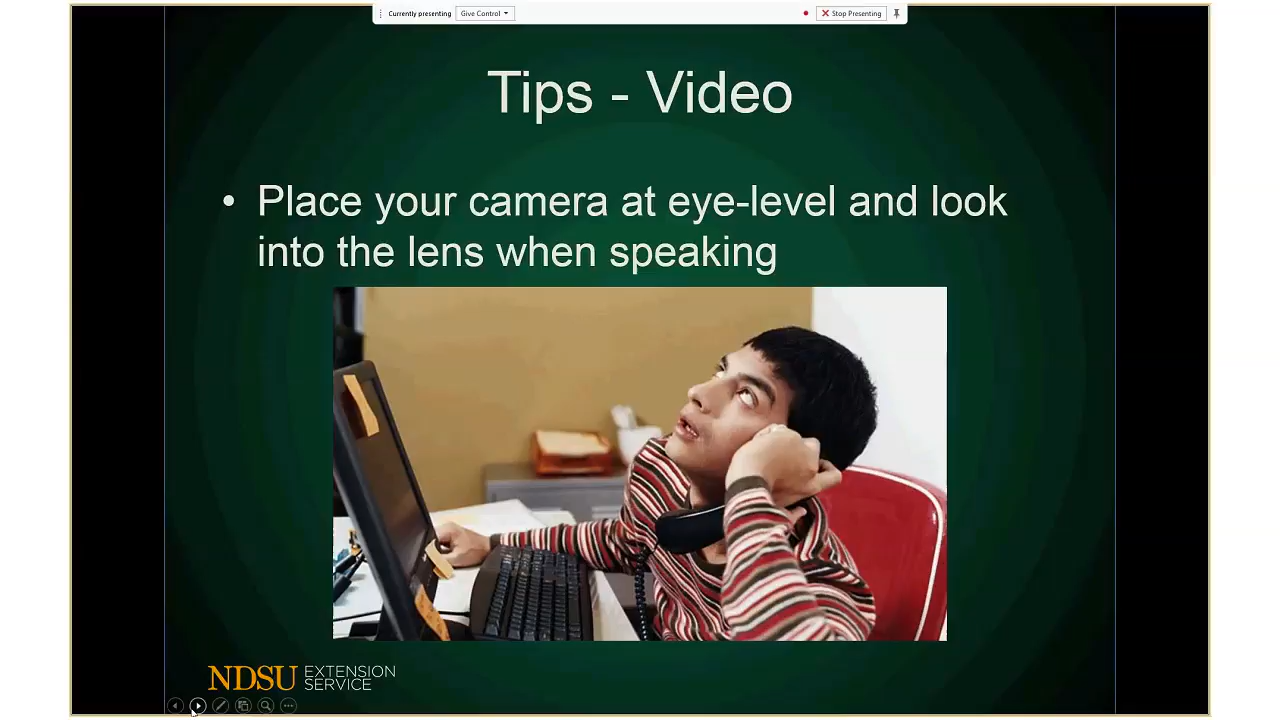 Currently presenting Give Control Stop Presenting
Tips - Video
• Place your camera at eye-level and look
into the lens when speaking
NDSU EXTENSION
SERVICE